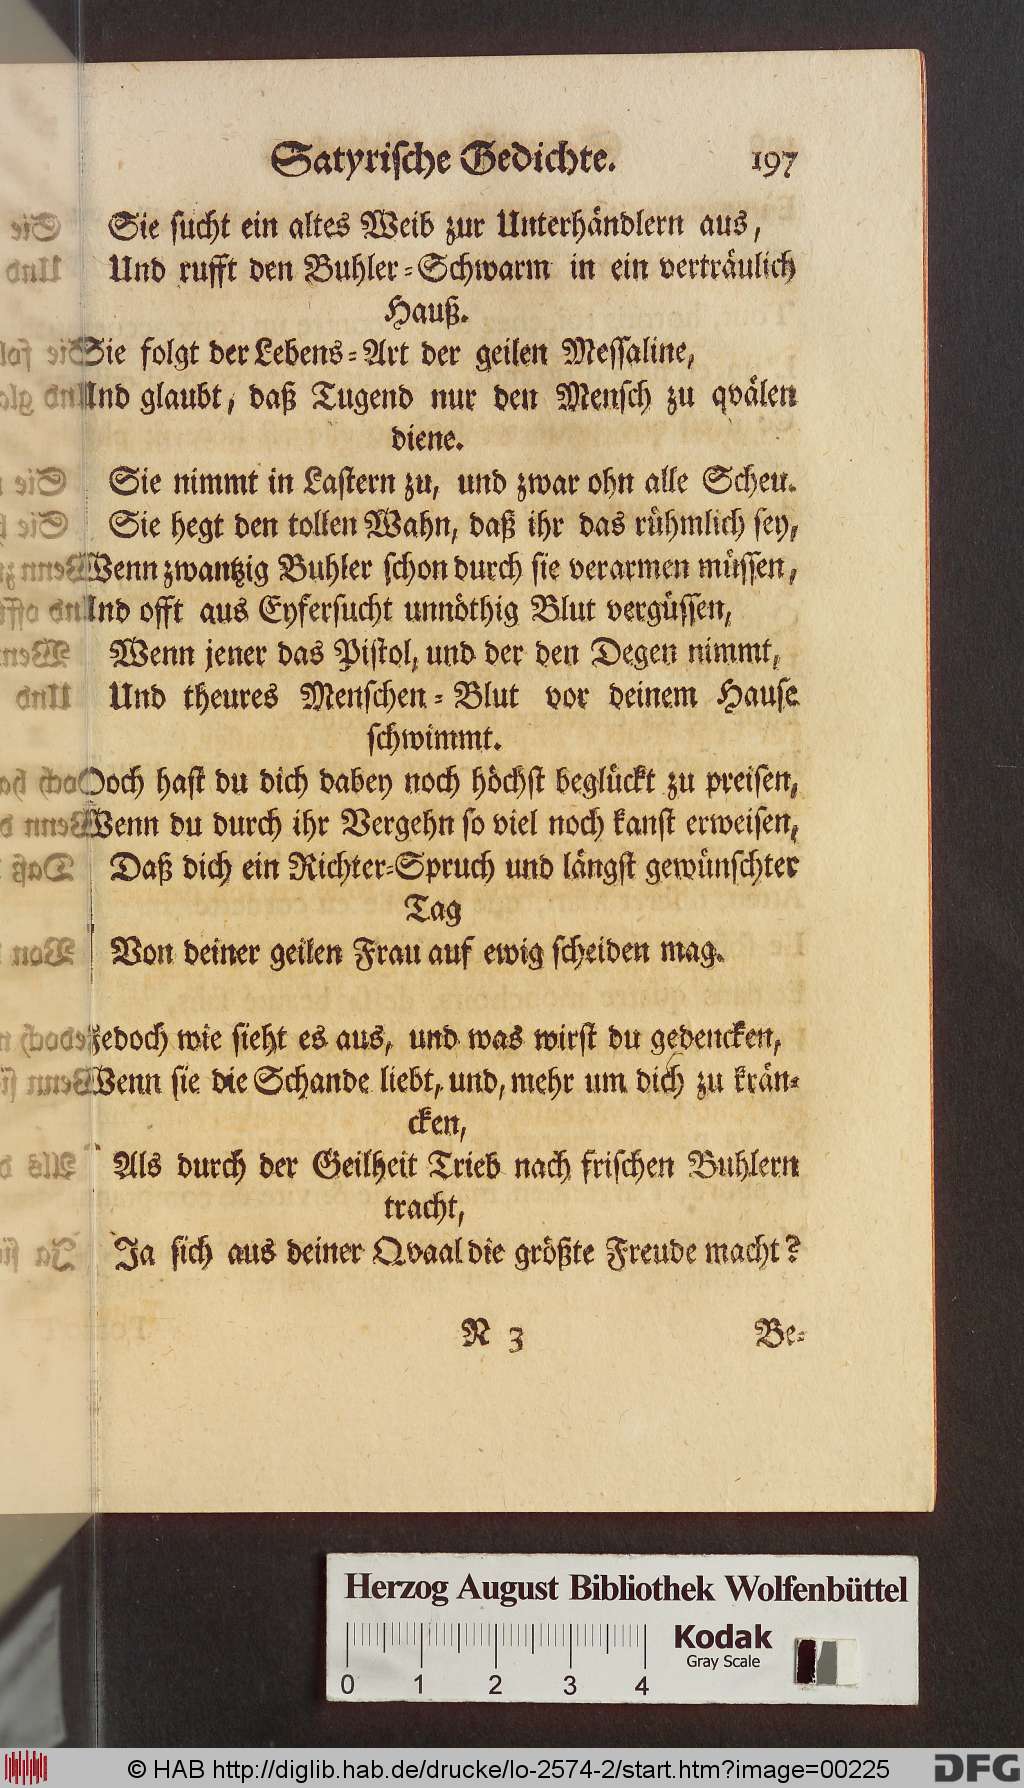 Satyrische Gedichte. 197
Sie sucht ein altes Weib zur Unterhändlern aus,
Und rufft den Buhler-Schwarm in ein verträulich
Hauß.
Sie folgt der Lebens-Art der geilen Messaline,
Und glaubt, daß Tugend nur den Mensch zu qvälen
diene.
Sie nimmt in Lastern zu, und zwar ohn alle Scheu.
Sie hegt den tollen Wahn, daß ihr das rühmlich sey,
Wenn zwantzig Buhler schon durch sie verarmen müssen,
Und offt aus Eyfersucht unnöthig Blut vergüssen,
Wenn jener das Pistol, und der den Degen nimmt,
Und theures Menschen-Blut vor deinem Hause
schwimmt.
Doch hast du dich dabey noch höchst beglückt zu preisen,
Wenn du durch ihr Vergehn so viel noch kanst erweisen,
Daß dich ein Richter-Spruch und längst gewünschter
Tag
Von deiner geilen Frau auf ewig scheiden mag.
Jedoch wie sieht es aus, und was wirst du gedencken,
Wenn sie die Schande liebt, und, mehr um dich zu krän-
cken,
Als durch der Geilheit Trieb nach frischen Buhlern
tracht,
Ja sich aus deiner Qvaal die größte Freude macht?
N 3 Be-
Herzog August Bibliothek Wolfenbüttel
Kodak
Gray Scale
0 1 2 3 4
© HAB http://diglib.hab.de/drucke/lo-2574-2/start.htm?image=00225 DFG